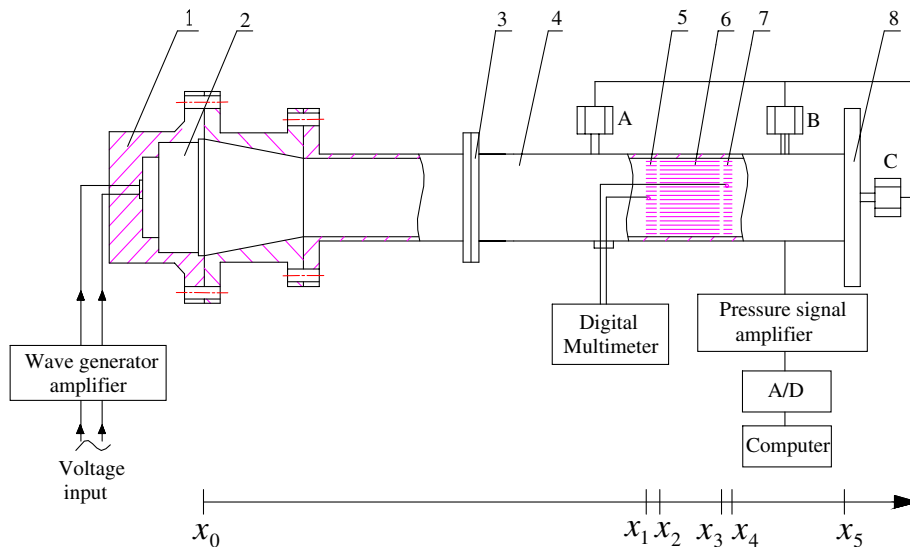 1
2
3
4
5
6
7
8
A
B
C
Digital
Multimeter
Pressure signal
amplifier
Wave generator
amplifier
A/D
Computer
Voltage
input
x0
x1
x2
x3
x4
x5